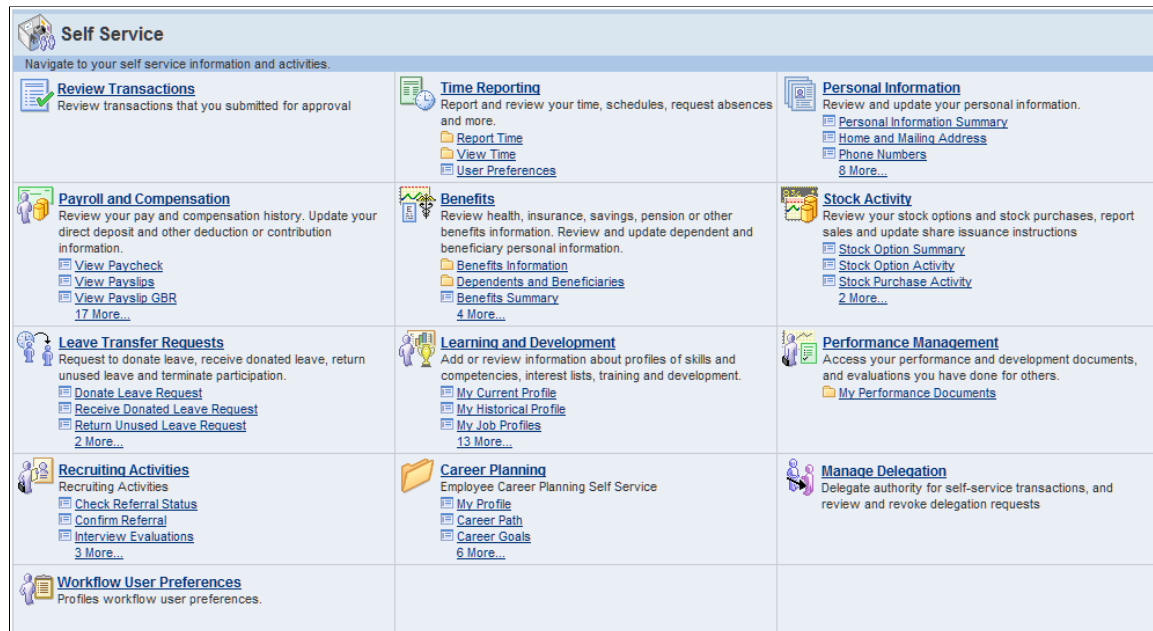 Self Service
Navigate to your self service information and activities.
Review Transactions
Review transactions that you submitted for approval
Time Reporting
Report and review your time, schedules, request absences
and more.
Report Time
View Time
User Preferences
Personal Information
Review and update your personal information.
Personal Information Summary
Home and Mailing Address
Phone Numbers
8 More...
Payroll and Compensation
Review your pay and compensation history. Update your
direct deposit and other deduction or contribution
information.
View Paycheck
View Payslips
View Payslip GBR
17 More...
Benefits
Review health, insurance, savings, pension or other
benefits information. Review and update dependent and
beneficiary personal information.
Benefits Information
Dependents and Beneficiaries
Benefits Summary
4 More...
Stock Activity
Review your stock options and stock purchases, report
sales and update share issuance instructions
Stock Option Summary
Stock Option Activity
Stock Purchase Activity
2 More...
Leave Transfer Requests
Request to donate leave, receive donated leave, return
unused leave and terminate participation.
Donate Leave Request
Receive Donated Leave Request
Return Unused Leave Request
2 More...
Learning and Development
Add or review information about profiles of skills and
competencies, interest lists, training and development.
My Current Profile
My Historical Profile
My Job Profiles
13 More...
Performance Management
Access your performance and development documents,
and evaluations you have done for others.
My Performance Documents
Recruiting Activities
Recruiting Activities
Check Referral Status
Confirm Referral
Interview Evaluations
3 More...
Career Planning
Employee Career Planning Self Service
My Profile
Career Path
Career Goals
6 More...
Manage Delegation
Delegate authority for self-service transactions, and
review and revoke delegation requests
Workflow User Preferences
Profiles workflow user preferences.